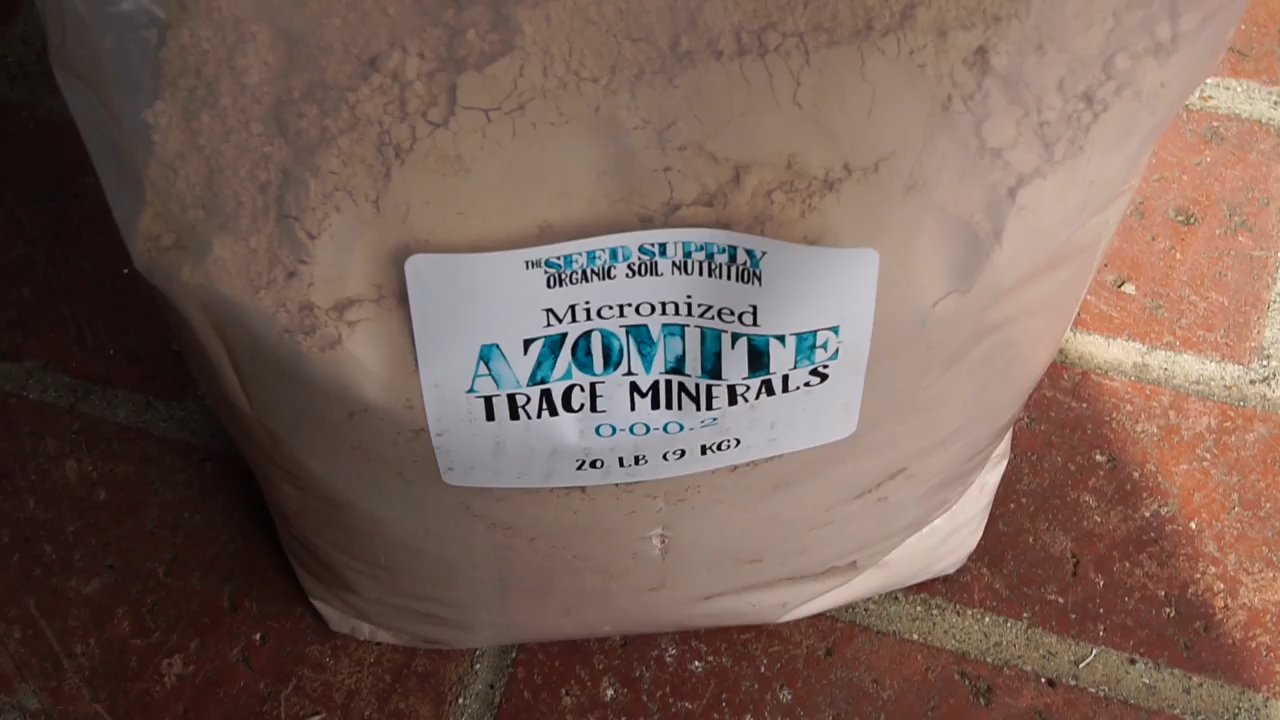 THE SEED SUPPLY
ORGANIC SOIL NUTRITION
Micronized
AZOMITE
TRACE MINERALS
0-0-0.2
20 LB (9 KG)